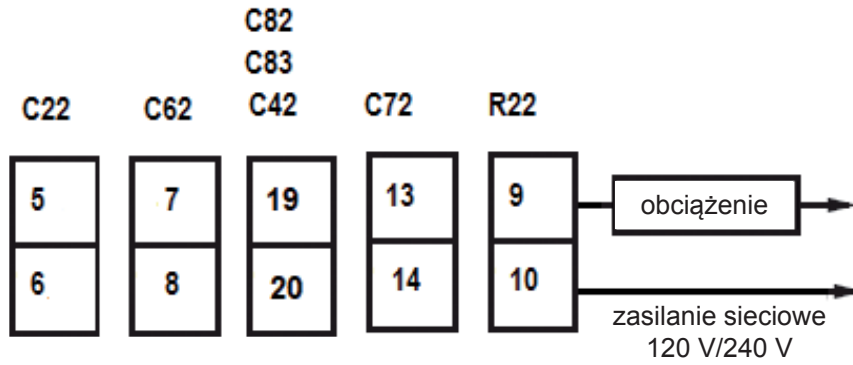 C82
C83
C22 C62 C42 C72 R22
5 7 19 13 9 obciążenie
6 8 20 14 10
zasilanie sieciowe
120 V/240 V